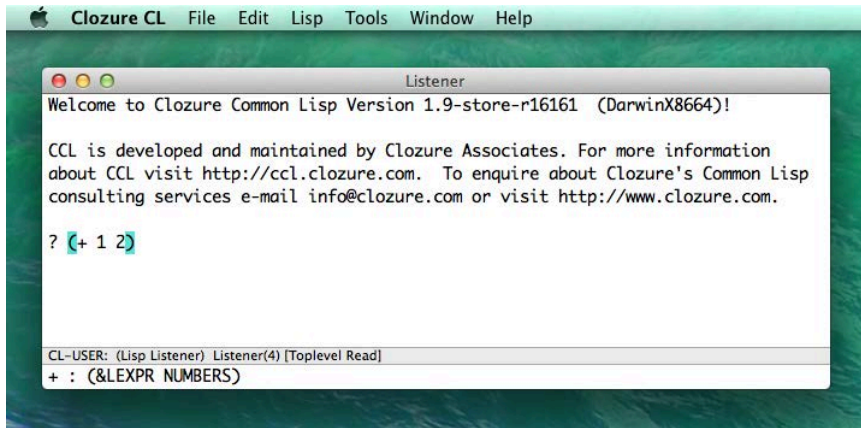 Clozure CL File Edit Lisp Tools Window Help
Listener
Welcome to Clozure Common Lisp Version 1.9-store-r16161 (DarwinX8664)!
CCL is developed and maintained by Clozure Associates. For more information
about CCL visit http://ccl.clozure.com. To enquire about Clozure's Common Lisp
consulting services e-mail info@clozure.com or visit http://www.clozure.com.
? (+ 1 2)
CL-USER: (Lisp Listener) Listener(4) [Toplevel Read]
+ : (&LEXPR NUMBERS)